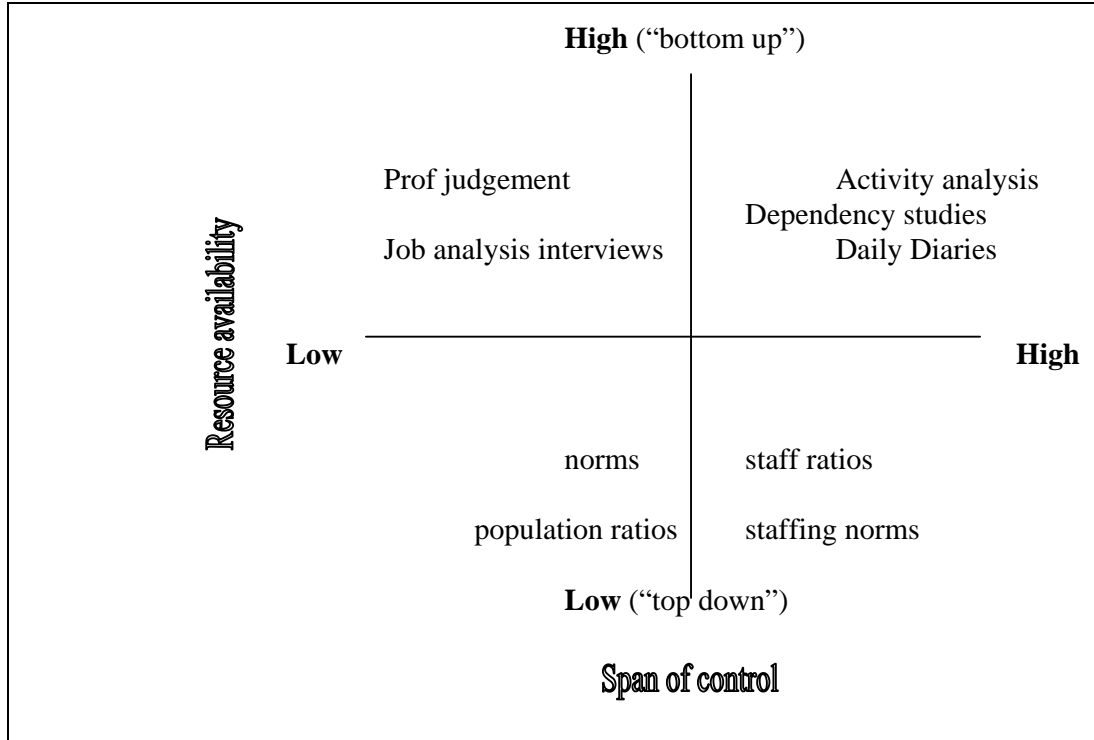 High (“bottom up”)
Prof judgement
Activity analysis
Dependency studies
Job analysis interviews
Daily Diaries
Resource availability
Low
High
norms
staff ratios
population ratios
staffing norms
Low (“top down”)
Span of control